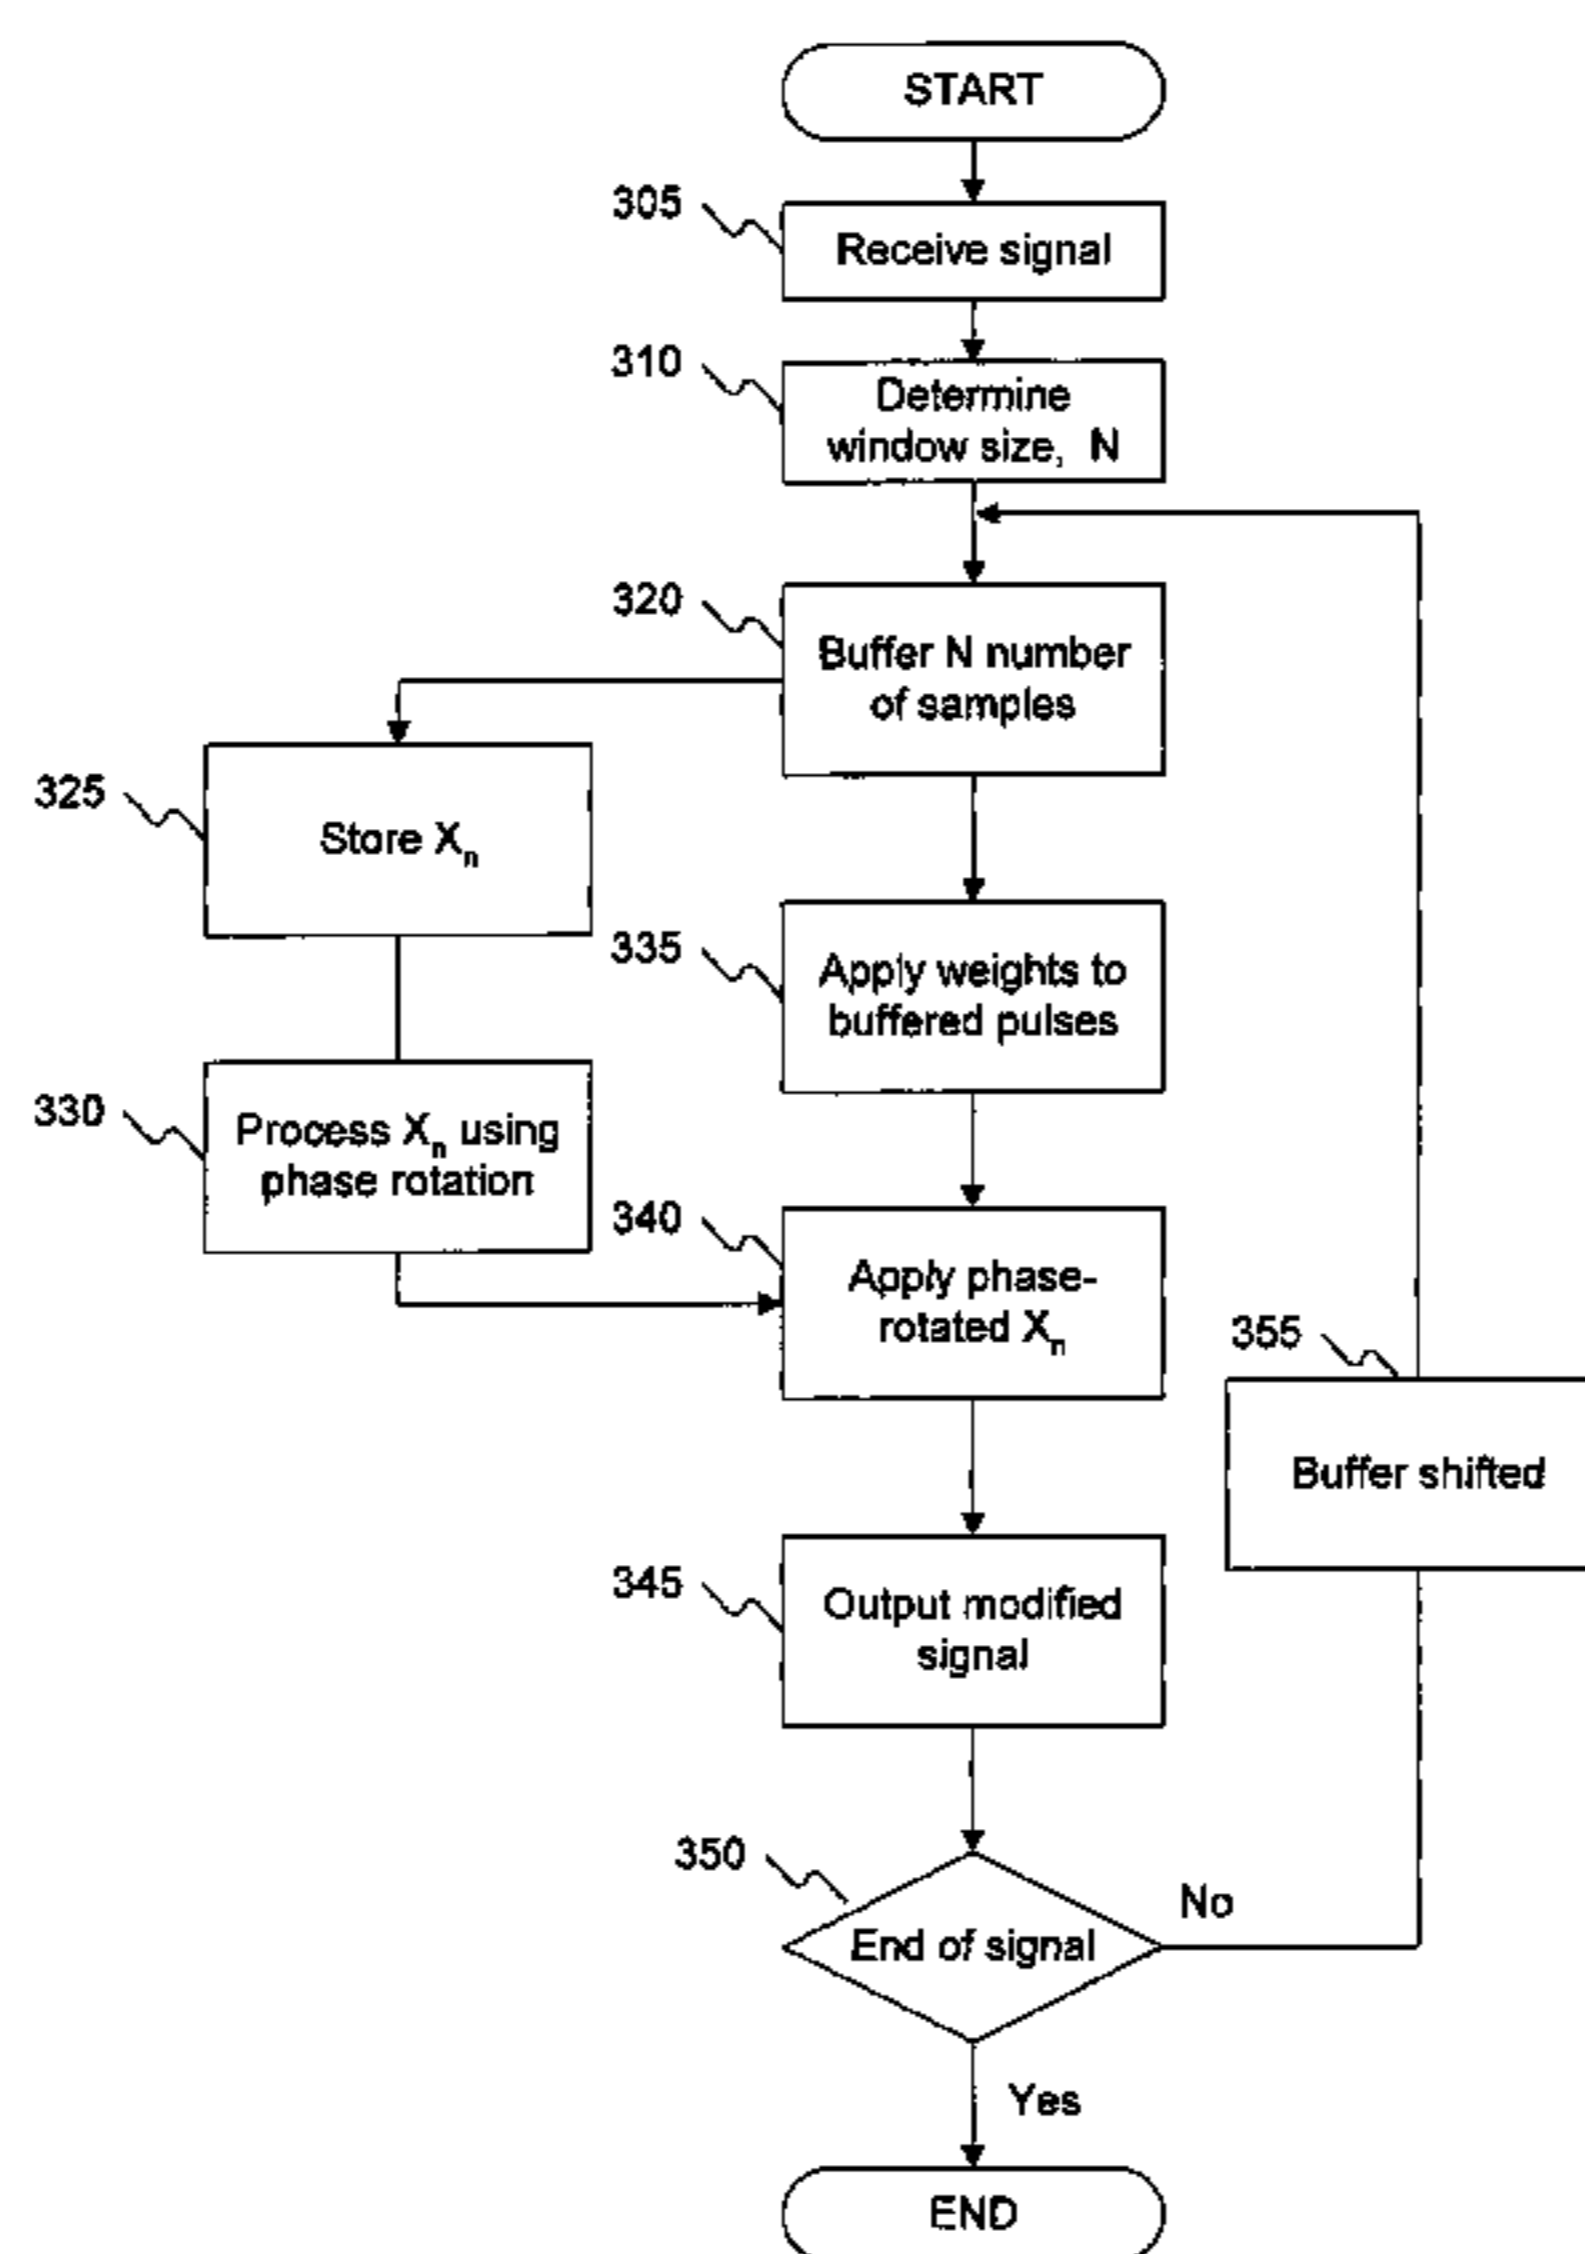 START
305
Receive signal
310
Determine
window size, N
320
Buffer N number
of samples
325
Store Xn
335
Apply weights to
buffered pulses
330
Process Xn using
phase rotation
340
Apply phase-
rotated Xn
355
Buffer shifted
345
Output modified
signal
350
End of signal
No
Yes
END